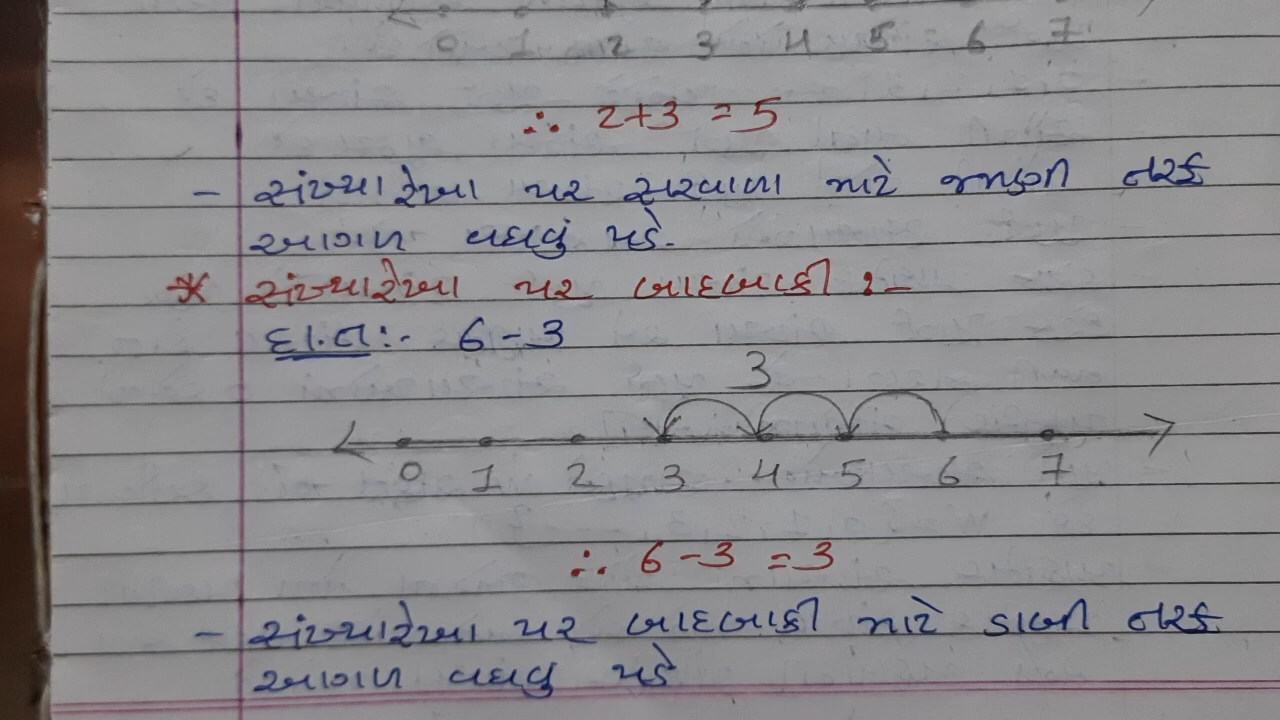 0 1 2 3 4 5 6 7
∴ 2+3 = 5
- સંખ્યારેખા પર સરવાળા માટે જમણી તરફ
આગળ વધવું પડે.
* સંખ્યારેખા પર બાદબાકી :-
દા.ત.:- 6-3
3
0 1 2 3 4 5 6 7
∴ 6-3 = 3
- સંખ્યારેખા પર બાદબાકી માટે ડાબી તરફ
આગળ વધવું પડે